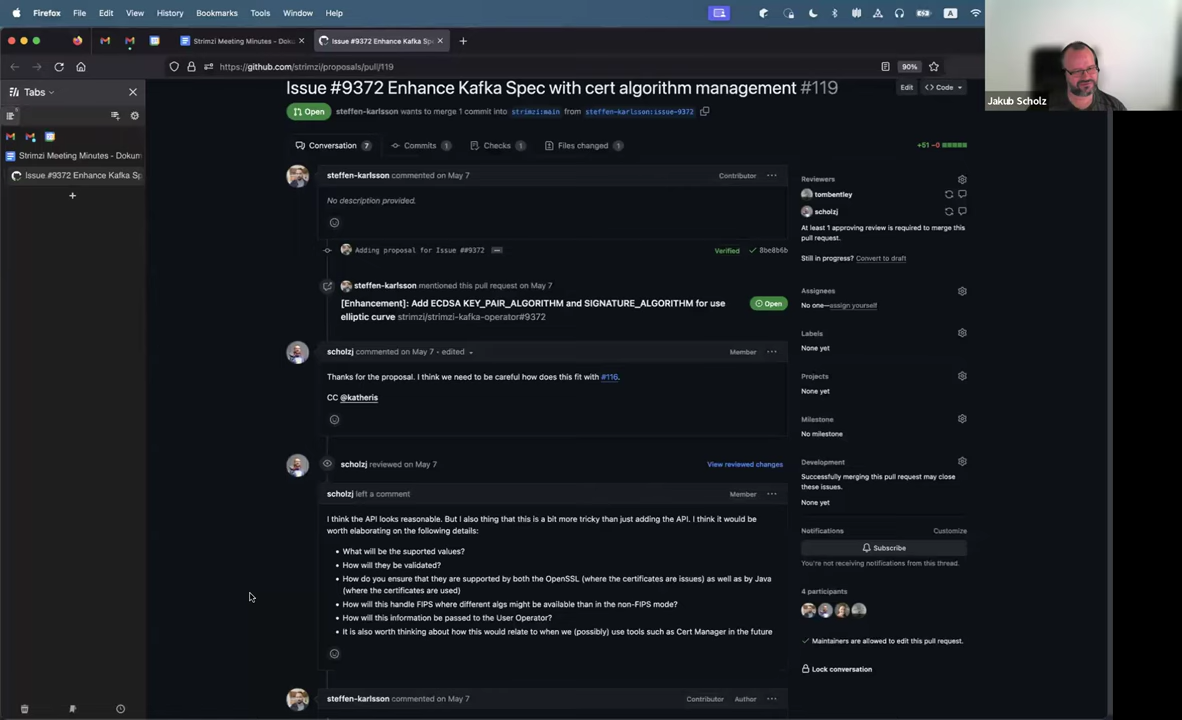 Firefox File Edit View History Bookmarks Tools Window Help A
Strimzi Meeting Minutes - Doku
Issue #9372 Enhance Kafka Spe
https://github.com/strimzi/proposals/pull/119
90%
Tabs
Strimzi Meeting Minutes - Dokum
Issue #9372 Enhance Kafka Sp
Jakub Scholz
Issue #9372 Enhance Kafka Spec with cert algorithm management #119
Edit
<> Code
Open
steffen-karlsson wants to merge 1 commit into strimzi:main from steffen-karlsson:issue-9372
Conversation 7
Commits 1
Checks 1
Files changed 1
+51 −0
steffen-karlsson commented on May 7
Contributor
No description provided.
Adding proposal for Issue ##9372
Verified
8be8b6b
steffen-karlsson mentioned this pull request on May 7
[Enhancement]: Add ECDSA KEY_PAIR_ALGORITHM and SIGNATURE_ALGORITHM for use
elliptic curve strimzi/strimzi-kafka-operator#9372
Open
scholzj commented on May 7 • edited
Member
Thanks for the proposal. I think we need to be careful how does this fit with #116.
CC @katheris
scholzj reviewed on May 7
View reviewed changes
scholzj left a comment
Member
I think the API looks reasonable. But I also thing that this is a bit more tricky than just adding the API. I think it would be
worth elaborating on the following details:
• What will be the suported values?
• How will they be validated?
• How do you ensure that they are supported by both the OpenSSL (where the certificates are issues) as well as by Java
(where the certificates are used)
• How will this handle FIPS where different algs might be available than in the non-FIPS mode?
• How will this information be passed to the User Operator?
• It is also worth thinking about how this would relate to when we (possibly) use tools such as Cert Manager in the future
steffen-karlsson commented on May 7
Contributor
Author
Reviewers
tombentley
scholzj
At least 1 approving review is required to merge this
pull request.
Still in progress? Convert to draft
Assignees
No one—assign yourself
Labels
None yet
Projects
None yet
Milestone
No milestone
Development
Successfully merging this pull request may close
these issues.
None yet
Notifications
Customize
Subscribe
You're not receiving notifications from this thread.
4 participants
Maintainers are allowed to edit this pull request.
Lock conversation